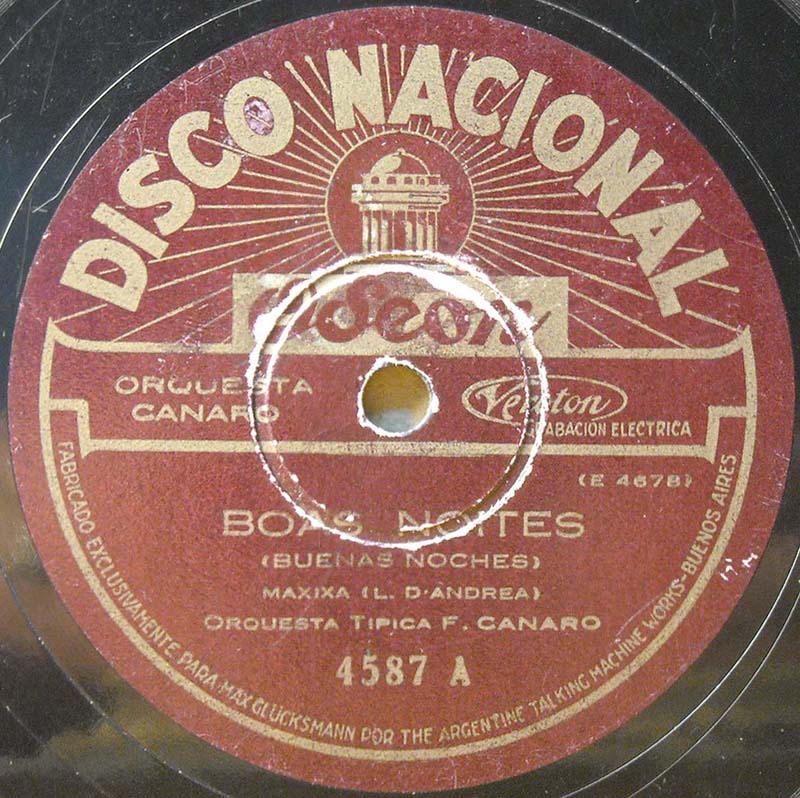 DISCO NACIONAL
Odeon
ORQUESTA
CANARO
Veroton
GRABACIÓN ELECTRICA
(E 4678)
BOAS NOITES
(BUENAS NOCHES)
MAXIXA (L. D'ANDREA)
ORQUESTA TIPICA F. CANARO
4587 A
FABRICADO EXCLUSIVAMENTE PARA MAX GLÜCKSMANN POR THE ARGENTINE TALKING MACHINE WORKS-BUENOS AIRES